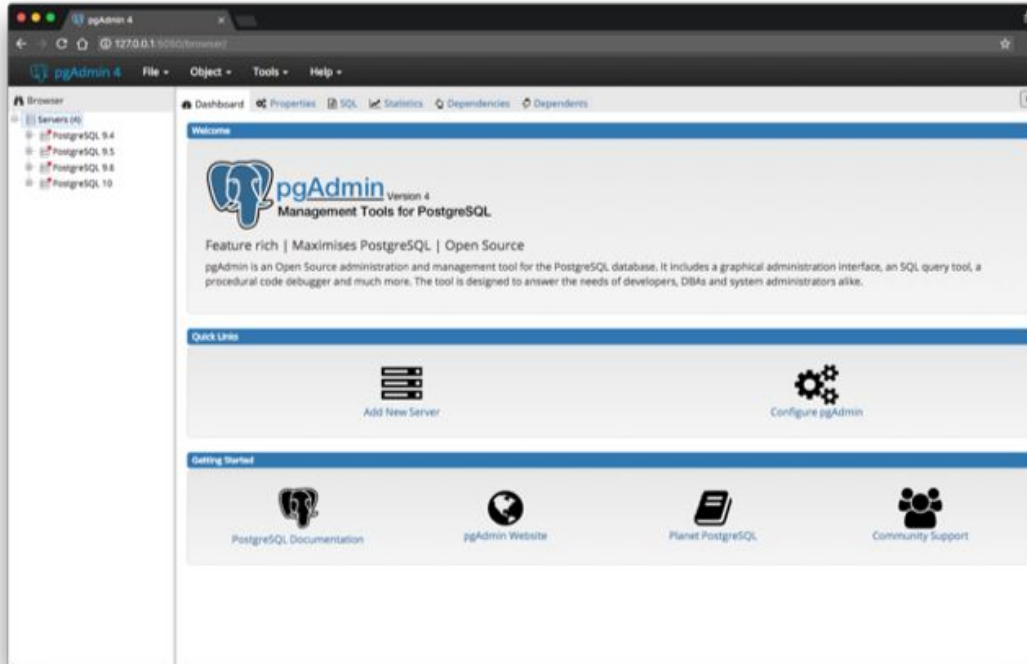 pgAdmin 4
127.0.0.1:5050/browser/
pgAdmin 4 File Object Tools Help
Browser
Servers (4)
PostgreSQL 9.4
PostgreSQL 9.5
PostgreSQL 9.6
PostgreSQL 10
Dashboard Properties SQL Statistics Dependencies Dependents
Welcome
pgAdmin Version 4
Management Tools for PostgreSQL
Feature rich | Maximises PostgreSQL | Open Source
pgAdmin is an Open Source administration and management tool for the PostgreSQL database. It includes a graphical administration interface, an SQL query tool, a
procedural code debugger and much more. The tool is designed to answer the needs of developers, DBAs and system administrators alike.
Quick Links
Add New Server Configure pgAdmin
Getting Started
PostgreSQL Documentation pgAdmin Website Planet PostgreSQL Community Support